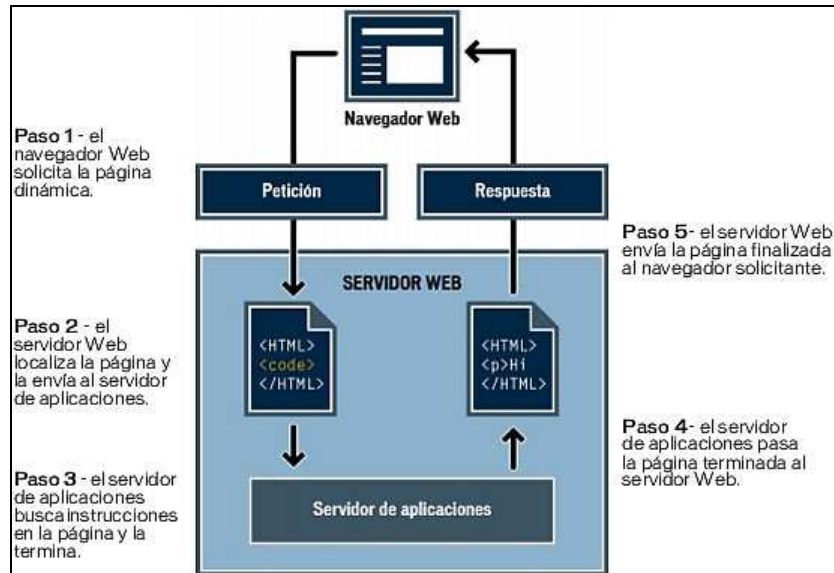 Navegador Web
Paso 1 - el
navegador Web
solicita la página
dinámica.
Petición
Respuesta
Paso 5 - el servidor Web
envía la página finalizada
al navegador solicitante.
SERVIDOR WEB
Paso 2 - el
servidor Web
localiza la página y
la envía al servidor
de aplicaciones.
<HTML>
<code>
</HTML>
<HTML>
<p>Hi
</HTML>
Paso 4 - el servidor
de aplicaciones pasa
la página terminada al
servidor Web.
Paso 3 - el servidor
de aplicaciones
busca instrucciones
en la página y la
termina.
Servidor de aplicaciones